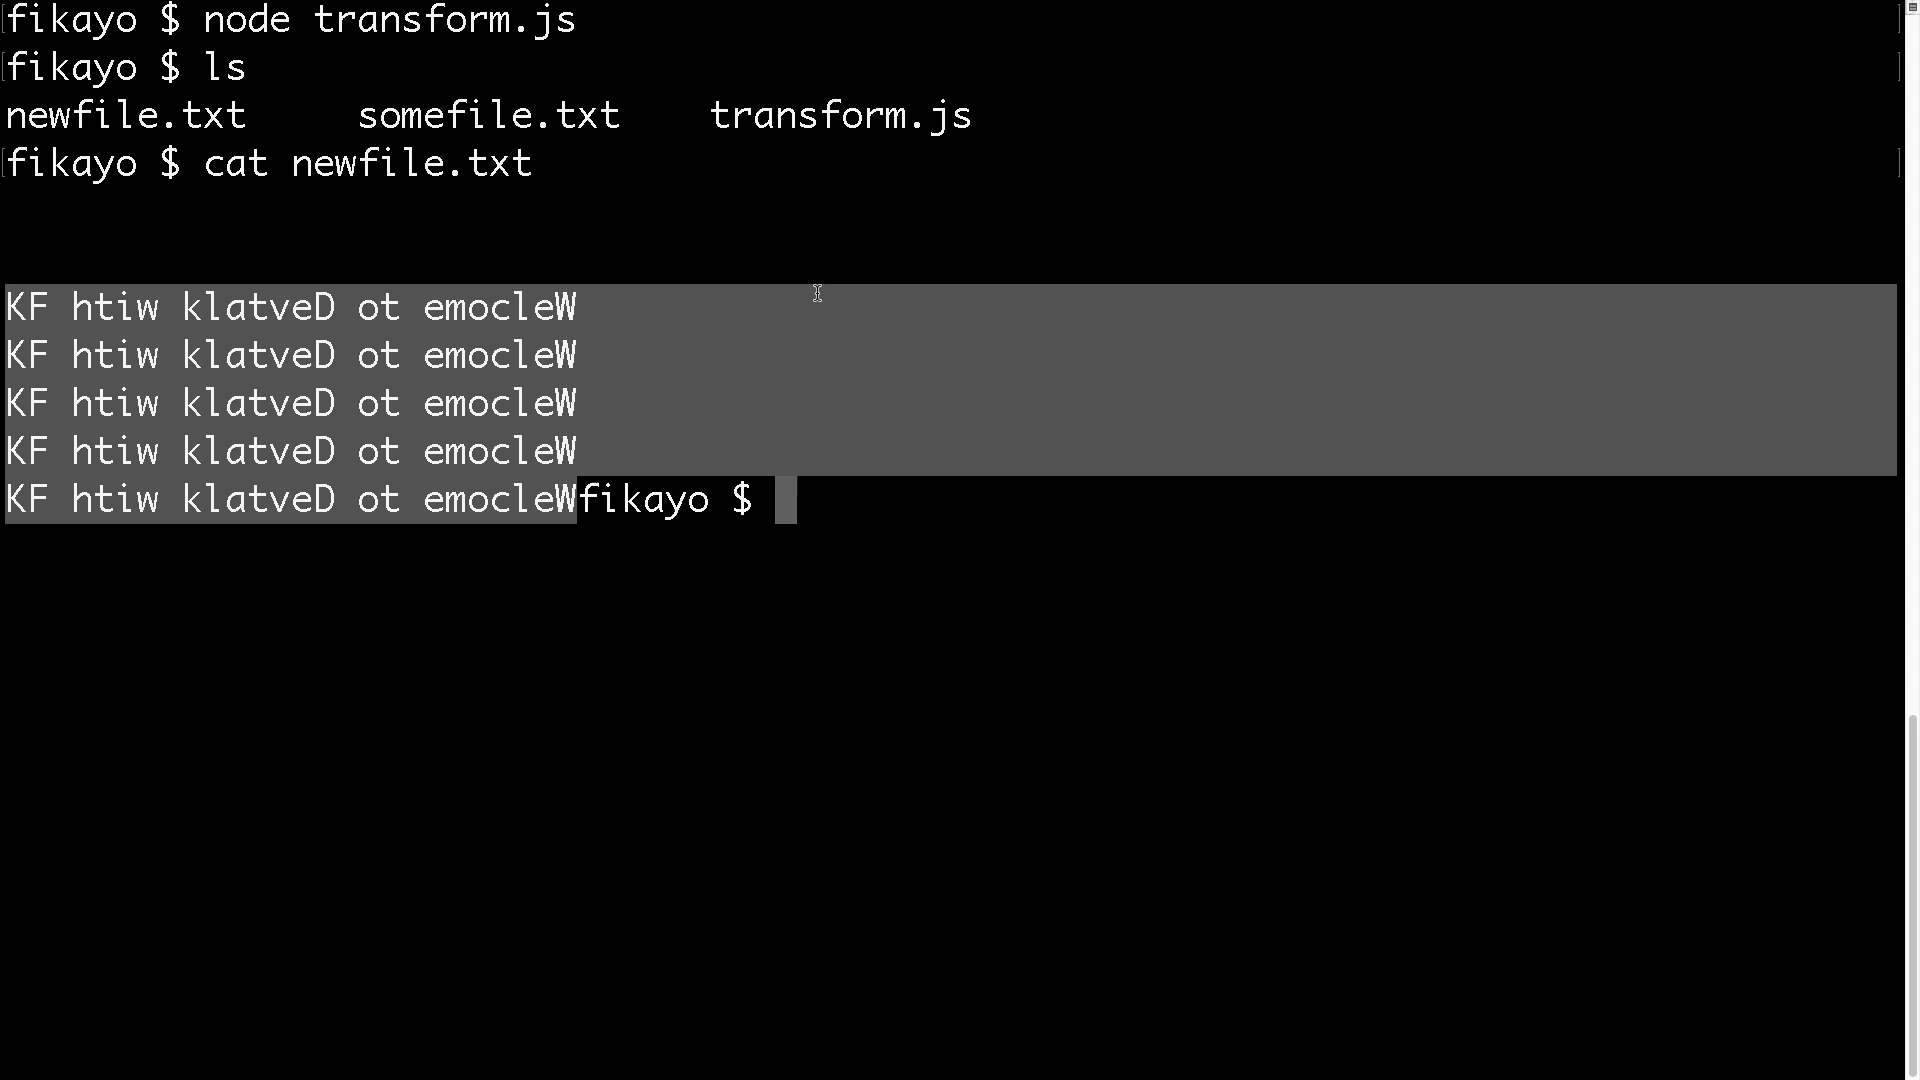 fikayo $ node transform.js
fikayo $ ls
newfile.txt somefile.txt transform.js
fikayo $ cat newfile.txt
KF htiw klatveD ot emocleW
KF htiw klatveD ot emocleW
KF htiw klatveD ot emocleW
KF htiw klatveD ot emocleW
KF htiw klatveD ot emocleWfikayo $